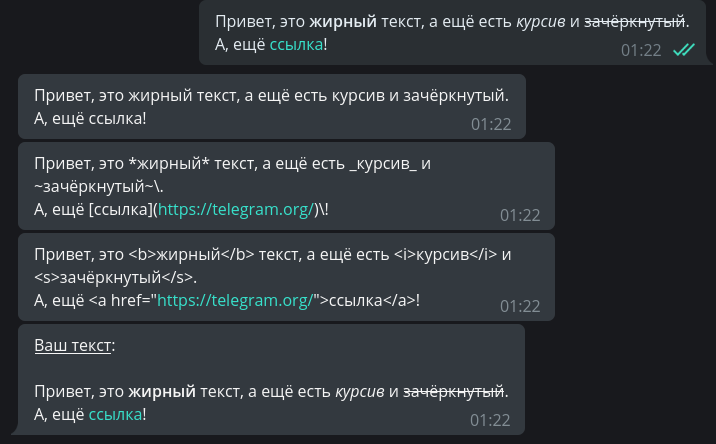 Привет, это жирный текст, а ещё есть курсив и зачёркнутый.
А, ещё ссылка!
01:22
Привет, это жирный текст, а ещё есть курсив и зачёркнутый.
А, ещё ссылка!
01:22
Привет, это *жирный* текст, а ещё есть _курсив_ и
~зачёркнутый~\.
А, ещё [ссылка](https://telegram.org/)\!
01:22
Привет, это <b>жирный</b> текст, а ещё есть <i>курсив</i> и
<s>зачёркнутый</s>.
А, ещё <a href="https://telegram.org/">ссылка</a>!
01:22
Ваш текст:
Привет, это жирный текст, а ещё есть курсив и зачёркнутый.
А, ещё ссылка!
01:22